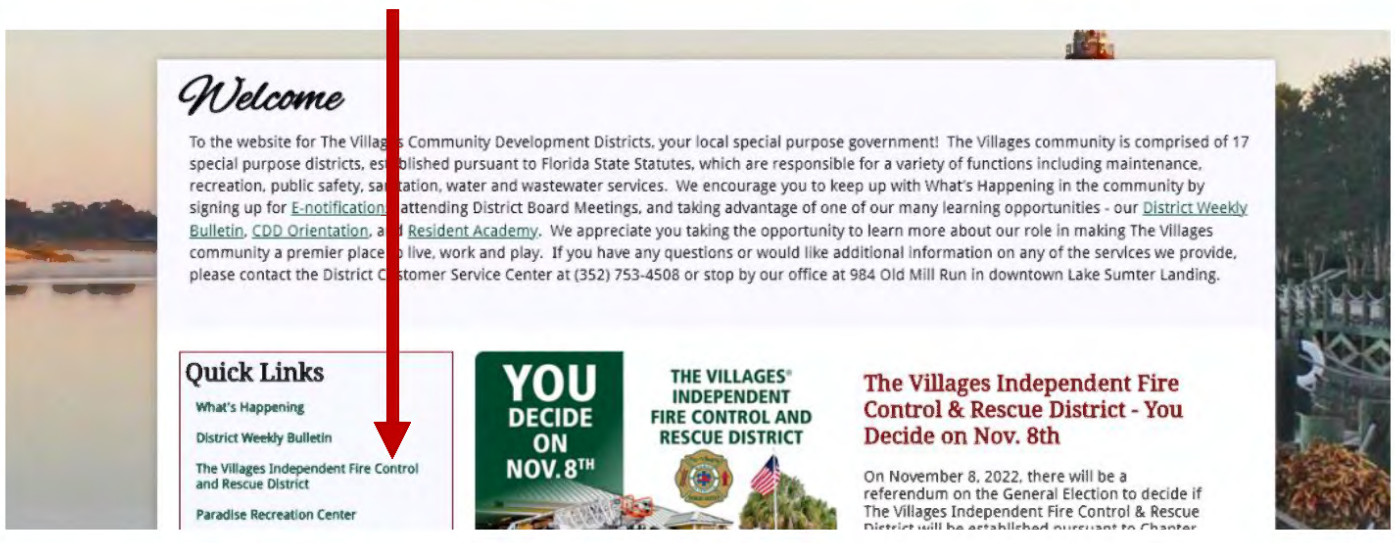 Welcome
To the website for The Villages Community Development Districts, your local special purpose government! The Villages community is comprised of 17
special purpose districts, established pursuant to Florida State Statutes, which are responsible for a variety of functions including maintenance,
recreation, public safety, sanitation, water and wastewater services. We encourage you to keep up with What's Happening in the community by
signing up for E-notifications attending District Board Meetings, and taking advantage of one of our many learning opportunities - our District Weekly
Bulletin, CDD Orientation, and Resident Academy. We appreciate you taking the opportunity to learn more about our role in making The Villages
community a premier place to live, work and play. If you have any questions or would like additional information on any of the services we provide,
please contact the District Customer Service Center at (352) 753-4508 or stop by our office at 984 Old Mill Run in downtown Lake Sumter Landing.
Quick Links
What's Happening
District Weekly Bulletin
The Villages Independent Fire Control
and Rescue District
Paradise Recreation Center
YOU
DECIDE
ON
NOV. 8TH
THE VILLAGES®
INDEPENDENT
FIRE CONTROL AND
RESCUE DISTRICT
The Villages Independent Fire
Control & Rescue District - You
Decide on Nov. 8th
On November 8, 2022, there will be a
referendum on the General Election to decide if
The Villages Independent Fire Control & Rescue
District will be established pursuant to Chapter